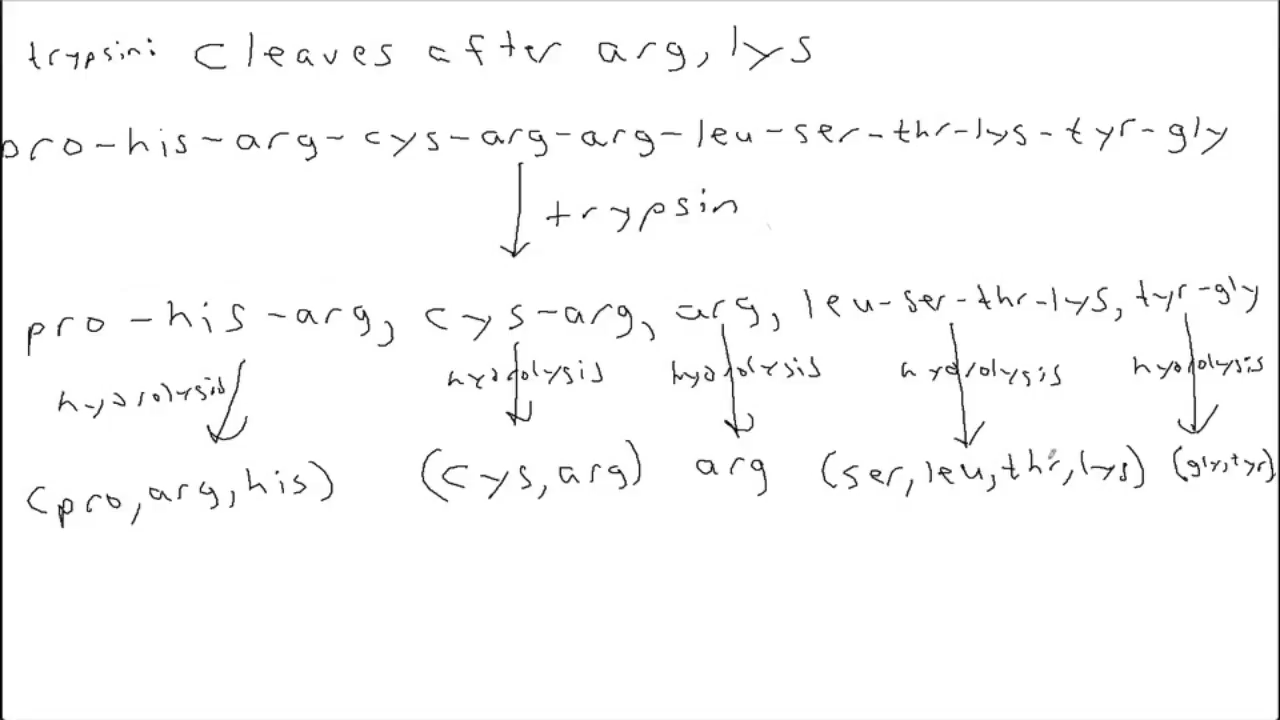 trypsin: cleaves after arg, lys
pro-his-arg-cys-arg-arg-leu-ser-thr-lys-tyr-gly
trypsin
pro-his-arg, cys-arg, arg, leu-ser-thr-lys, tyr-gly
hydrolysis hydrolysis hydrolysis hydrolysis hydrolysis
(pro, arg, his) (cys, arg) arg (ser, leu, thr, lys) (gly, tyr)